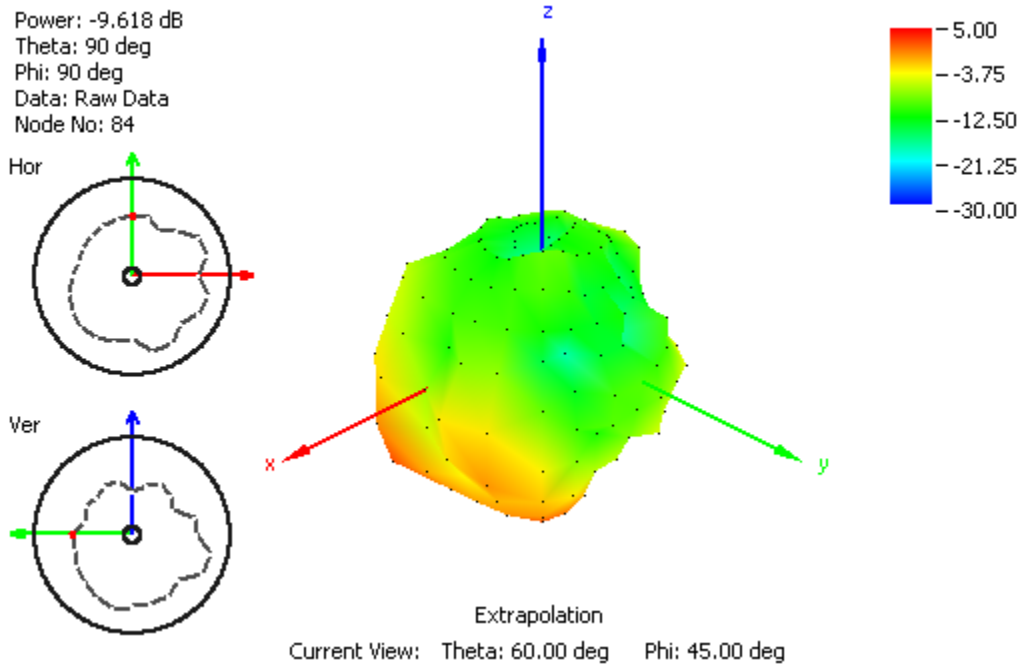 Power: -9.618 dB
Theta: 90 deg
Phi: 90 deg
Data: Raw Data
Node No: 84
Hor
Ver
z
x
y
5.00
-3.75
-12.50
-21.25
-30.00
Extrapolation
Current View: Theta: 60.00 deg Phi: 45.00 deg